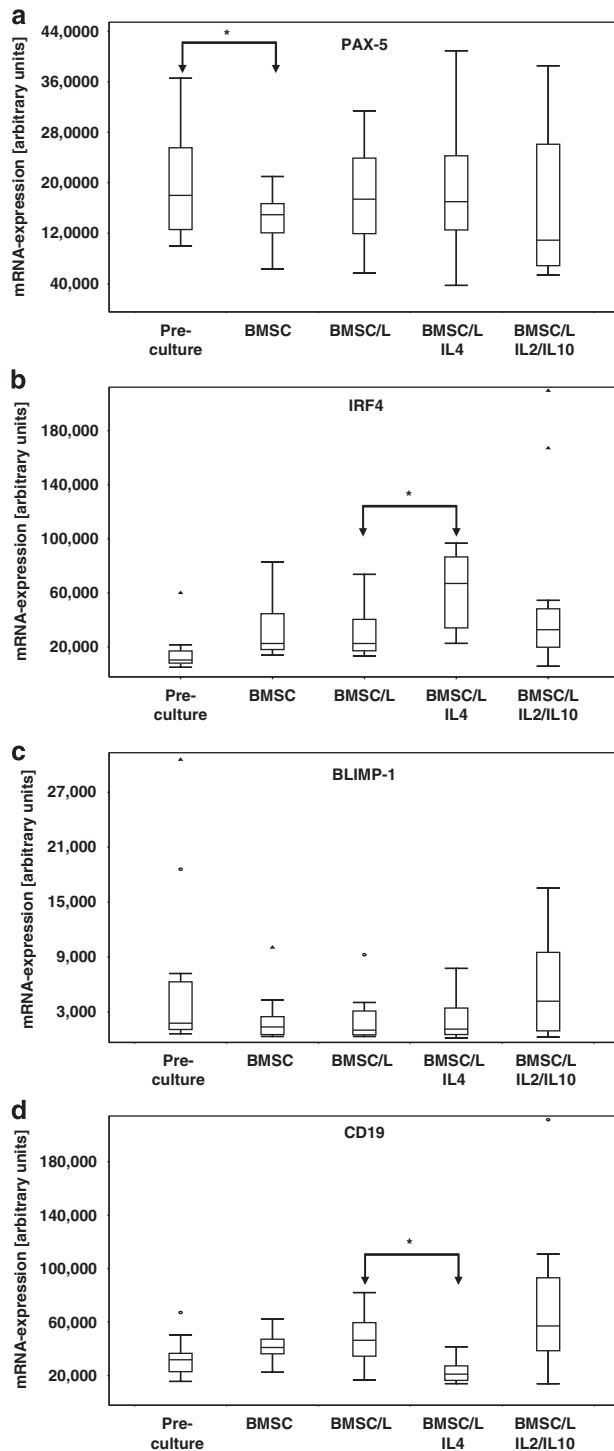 a
PAX-5
*
mRNA-expression [arbitrary units]
44,0000
36,0000
28,0000
20,0000
12,0000
40,000
Pre-
culture
BMSC
BMSC/L
BMSC/L
IL4
BMSC/L
IL2/IL10
b
IRF4
*
mRNA-expression [arbitrary units]
180,000
140,000
100,000
60,000
20,000
Pre-
culture
BMSC
BMSC/L
BMSC/L
IL4
BMSC/L
IL2/IL10
c
BLIMP-1
mRNA-expression [arbitrary units]
27,000
21,000
15,000
9,000
3,000
Pre-
culture
BMSC
BMSC/L
BMSC/L
IL4
BMSC/L
IL2/IL10
d
CD19
*
mRNA-expression [arbitrary units]
180,000
140,000
100,000
60,000
20,000
Pre-
culture
BMSC
BMSC/L
BMSC/L
IL4
BMSC/L
IL2/IL10